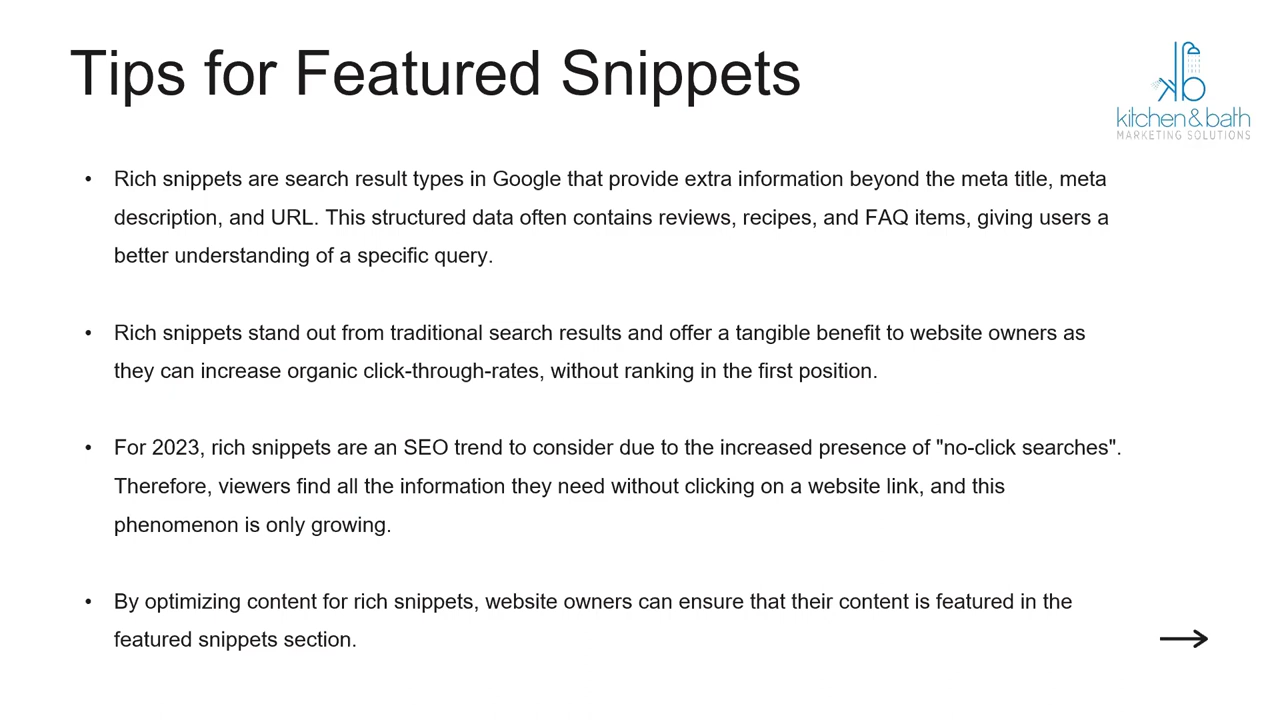 Tips for Featured Snippets
kitchen & bath
MARKETING SOLUTIONS
• Rich snippets are search result types in Google that provide extra information beyond the meta title, meta
description, and URL. This structured data often contains reviews, recipes, and FAQ items, giving users a
better understanding of a specific query.
• Rich snippets stand out from traditional search results and offer a tangible benefit to website owners as
they can increase organic click-through-rates, without ranking in the first position.
• For 2023, rich snippets are an SEO trend to consider due to the increased presence of "no-click searches".
Therefore, viewers find all the information they need without clicking on a website link, and this
phenomenon is only growing.
• By optimizing content for rich snippets, website owners can ensure that their content is featured in the
featured snippets section.